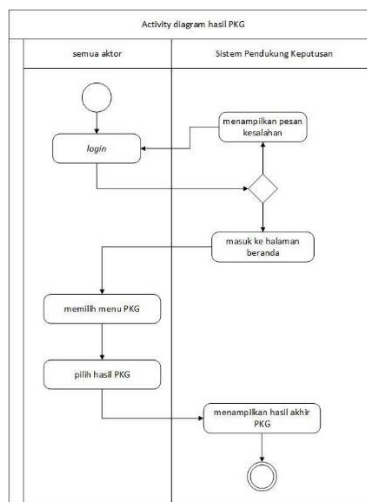 Activity diagram hasil PKG
semua aktor
Sistem Pendukung Keputusan
menampilkan pesan
kesalahan
login
masuk ke halaman
beranda
memilih menu PKG
pilih hasil PKG
menampilkan hasil akhir
PKG